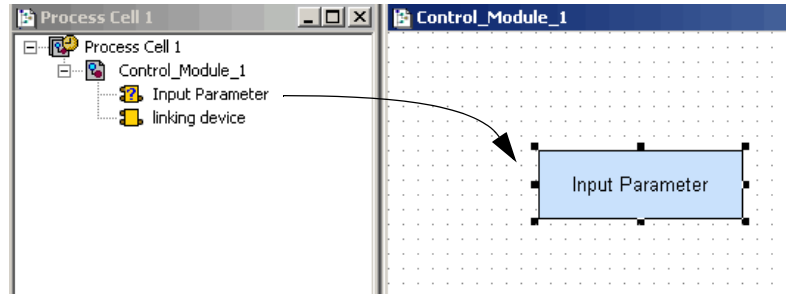 Process Cell 1
Process Cell 1
Control_Module_1
Input Parameter
linking device
Control_Module_1
Input Parameter